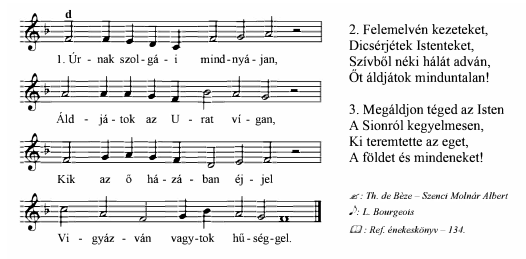 d
1. Úr - nak szol - gá - i mind - nyá - jan,
Áld - já - tok az U - rat ví - gan,
Kik az ő há - zá - ban éj - jel
Vi - gyáz - ván vagy - tok hű - ség - gel.
2. Felemelvén kezeteket,
Dicsérjétek Istenteket,
Szívből néki hálát adván,
Őt áldjátok minduntalan!
3. Megáldjon téged az Isten
A Sionról kegyelmesen,
Ki teremtette az eget,
A földet és mindeneket!
: Th. de Bèze – Szenci Molnár Albert
: L. Bourgeois
: Ref. énekeskönyv – 134.